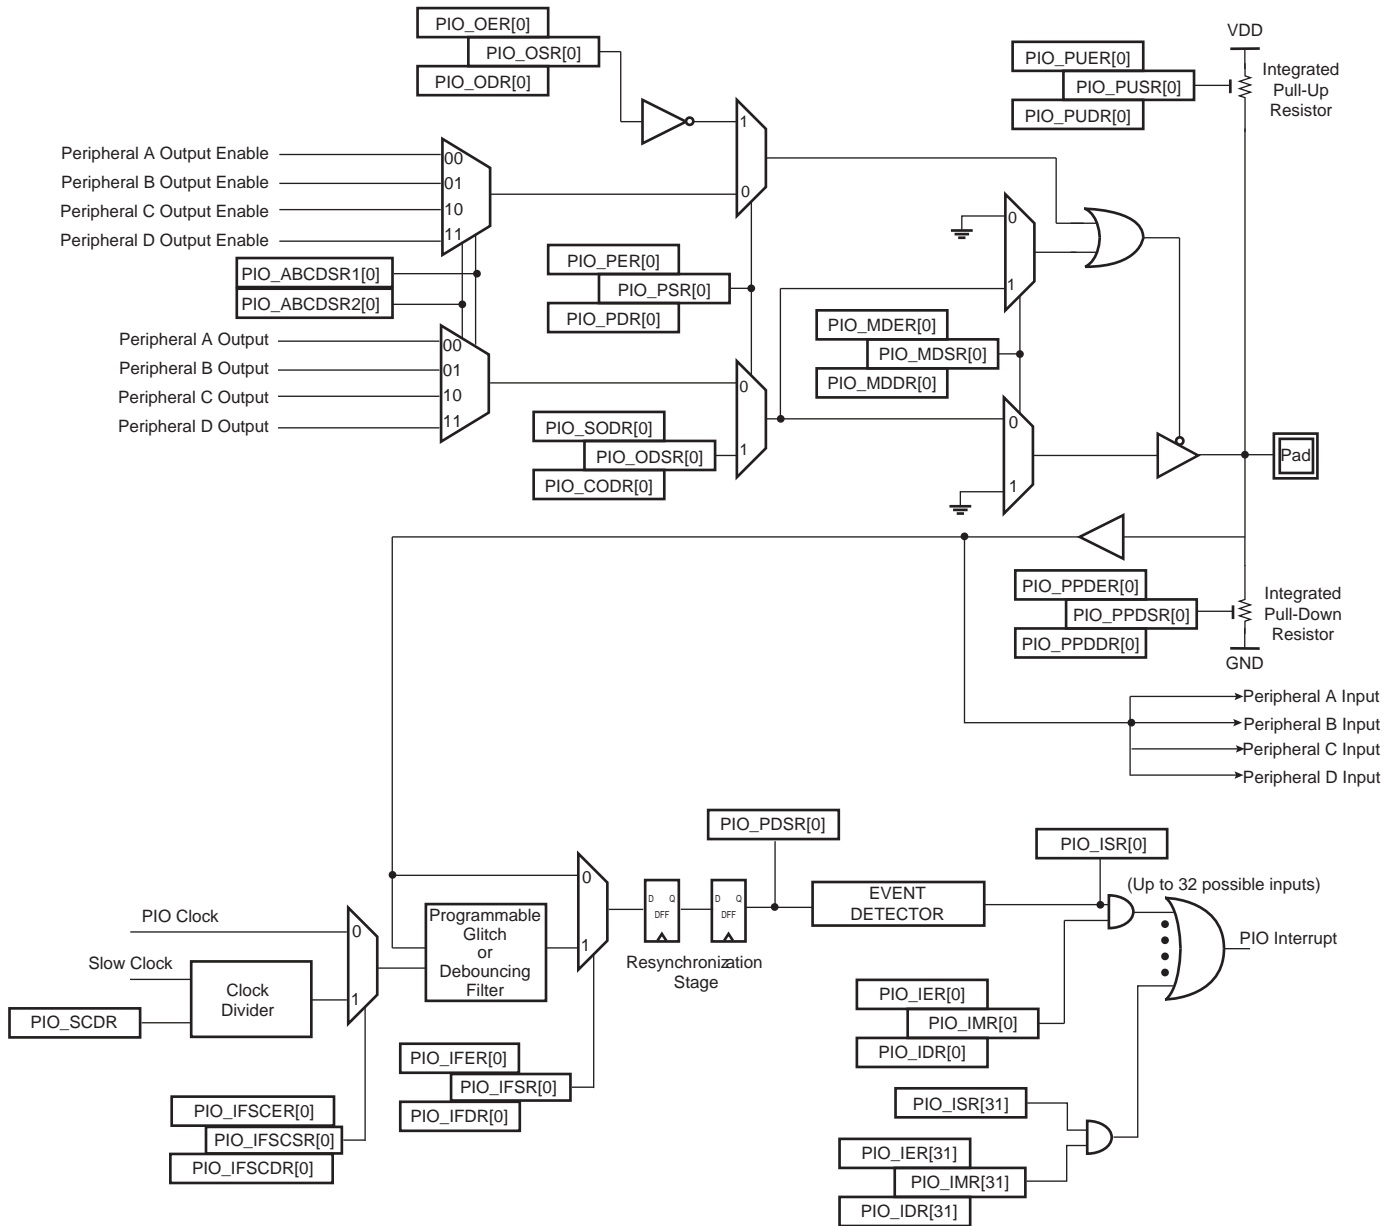 PIO_OER[0]
PIO_OSR[0]
PIO_ODR[0]
1
0
Peripheral A Output Enable
Peripheral B Output Enable
Peripheral C Output Enable
Peripheral D Output Enable
00
01
10
11
PIO_ABCDSR1[0]
PIO_ABCDSR2[0]
Peripheral A Output
Peripheral B Output
Peripheral C Output
Peripheral D Output
00
01
10
11
PIO_PER[0]
PIO_PSR[0]
PIO_PDR[0]
0
1
PIO_SODR[0]
PIO_ODSR[0]
PIO_CODR[0]
0
1
PIO_MDER[0]
PIO_MDSR[0]
PIO_MDDR[0]
0
1
PIO_PUER[0]
PIO_PUSR[0]
PIO_PUDR[0]
VDD
Integrated
Pull-Up
Resistor
Pad
PIO_PPDER[0]
PIO_PPDSR[0]
PIO_PPDDR[0]
Integrated
Pull-Down
Resistor
GND
Peripheral A Input
Peripheral B Input
Peripheral C Input
Peripheral D Input
PIO Clock
Slow Clock
PIO_SCDR
Clock
Divider
0
1
PIO_IFSCER[0]
PIO_IFSCSR[0]
PIO_IFSCDR[0]
Programmable
Glitch
or
Debouncing
Filter
0
1
PIO_IFER[0]
PIO_IFSR[0]
PIO_IFDR[0]
D Q
DFF
D Q
DFF
Resynchronization
Stage
PIO_PDSR[0]
EVENT
DETECTOR
PIO_ISR[0]
(Up to 32 possible inputs)
PIO Interrupt
PIO_IER[0]
PIO_IMR[0]
PIO_IDR[0]
PIO_ISR[31]
PIO_IER[31]
PIO_IMR[31]
PIO_IDR[31]